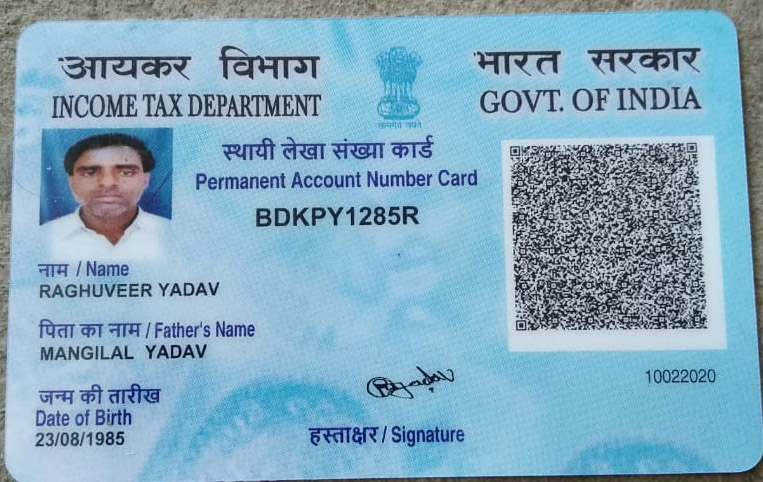 आयकर विभाग
INCOME TAX DEPARTMENT
भारत सरकार
GOVT. OF INDIA
सत्यमेव जयते
स्थायी लेखा संख्या कार्ड
Permanent Account Number Card
BDKPY1285R
नाम / Name
RAGHUVEER YADAV
पिता का नाम / Father's Name
MANGILAL YADAV
जन्म की तारीख
Date of Birth
23/08/1985
RYadav
हस्ताक्षर / Signature
10022020